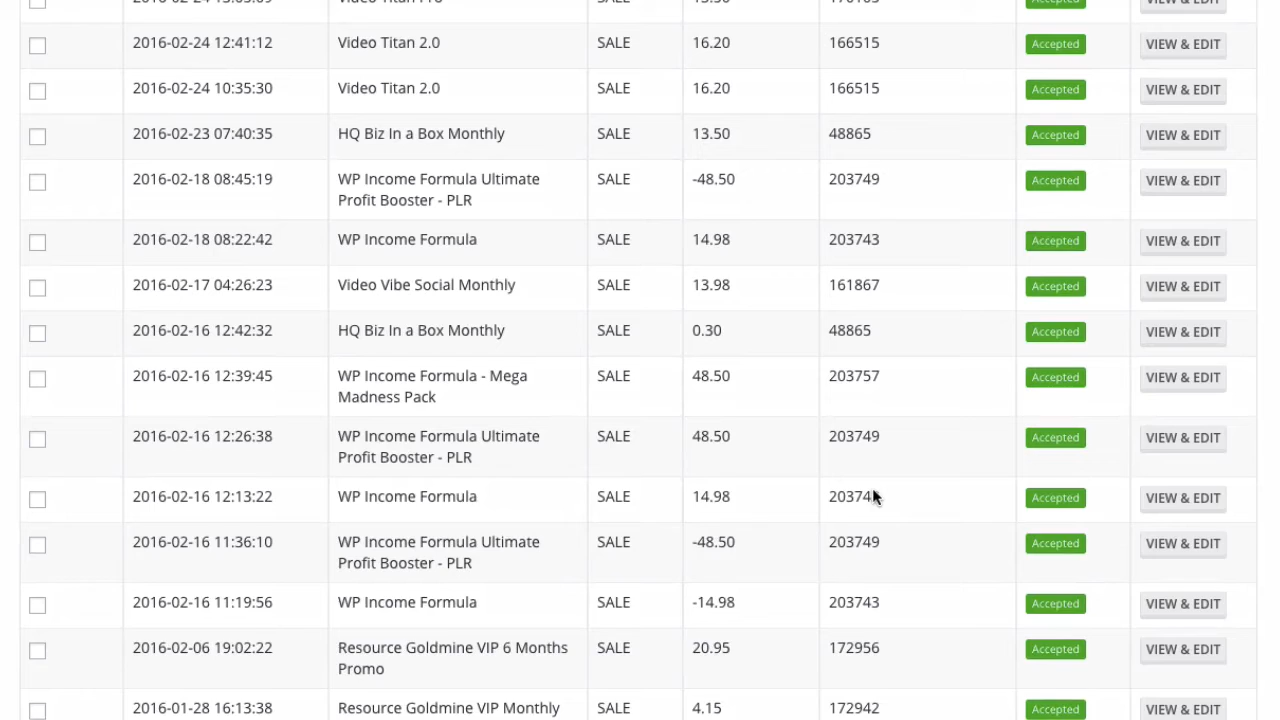 2016-02-24 12:41:12 Video Titan 2.0 SALE 16.20 166515 Accepted VIEW & EDIT
2016-02-24 10:35:30 Video Titan 2.0 SALE 16.20 166515 Accepted VIEW & EDIT
2016-02-23 07:40:35 HQ Biz In a Box Monthly SALE 13.50 48865 Accepted VIEW & EDIT
2016-02-18 08:45:19 WP Income Formula Ultimate SALE -48.50 203749 Accepted VIEW & EDIT
Profit Booster - PLR
2016-02-18 08:22:42 WP Income Formula SALE 14.98 203743 Accepted VIEW & EDIT
2016-02-17 04:26:23 Video Vibe Social Monthly SALE 13.98 161867 Accepted VIEW & EDIT
2016-02-16 12:42:32 HQ Biz In a Box Monthly SALE 0.30 48865 Accepted VIEW & EDIT
2016-02-16 12:39:45 WP Income Formula - Mega SALE 48.50 203757 Accepted VIEW & EDIT
Madness Pack
2016-02-16 12:26:38 WP Income Formula Ultimate SALE 48.50 203749 Accepted VIEW & EDIT
Profit Booster - PLR
2016-02-16 12:13:22 WP Income Formula SALE 14.98 Accepted VIEW & EDIT
2016-02-16 11:36:10 WP Income Formula Ultimate SALE -48.50 203749 Accepted VIEW & EDIT
Profit Booster - PLR
2016-02-16 11:19:56 WP Income Formula SALE -14.98 203743 Accepted VIEW & EDIT
2016-02-06 19:02:22 Resource Goldmine VIP 6 Months SALE 20.95 172956 Accepted VIEW & EDIT
Promo
2016-01-28 16:13:38 Resource Goldmine VIP Monthly SALE 4.15 172942 Accepted VIEW & EDIT